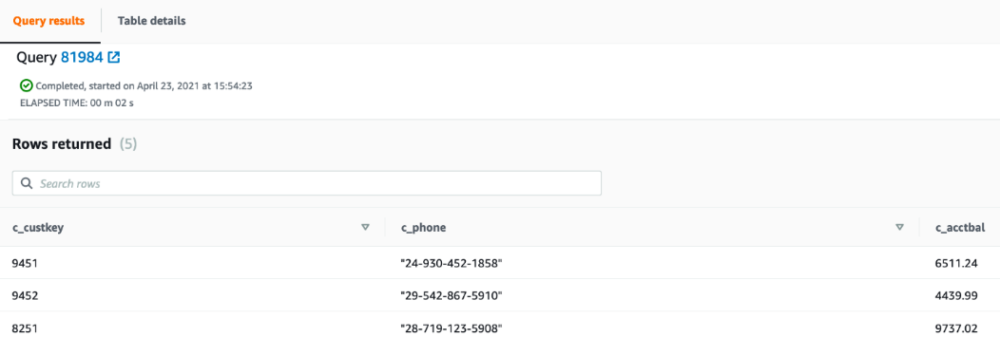 Query results Table details
Query 81984
Completed, started on April 23, 2021 at 15:54:23
ELAPSED TIME: 00 m 02 s
Rows returned (5)
Search rows
c_custkey c_phone c_acctbal
9451 "24-930-452-1858" 6511.24
9452 "29-542-867-5910" 4439.99
8251 "28-719-123-5908" 9737.02